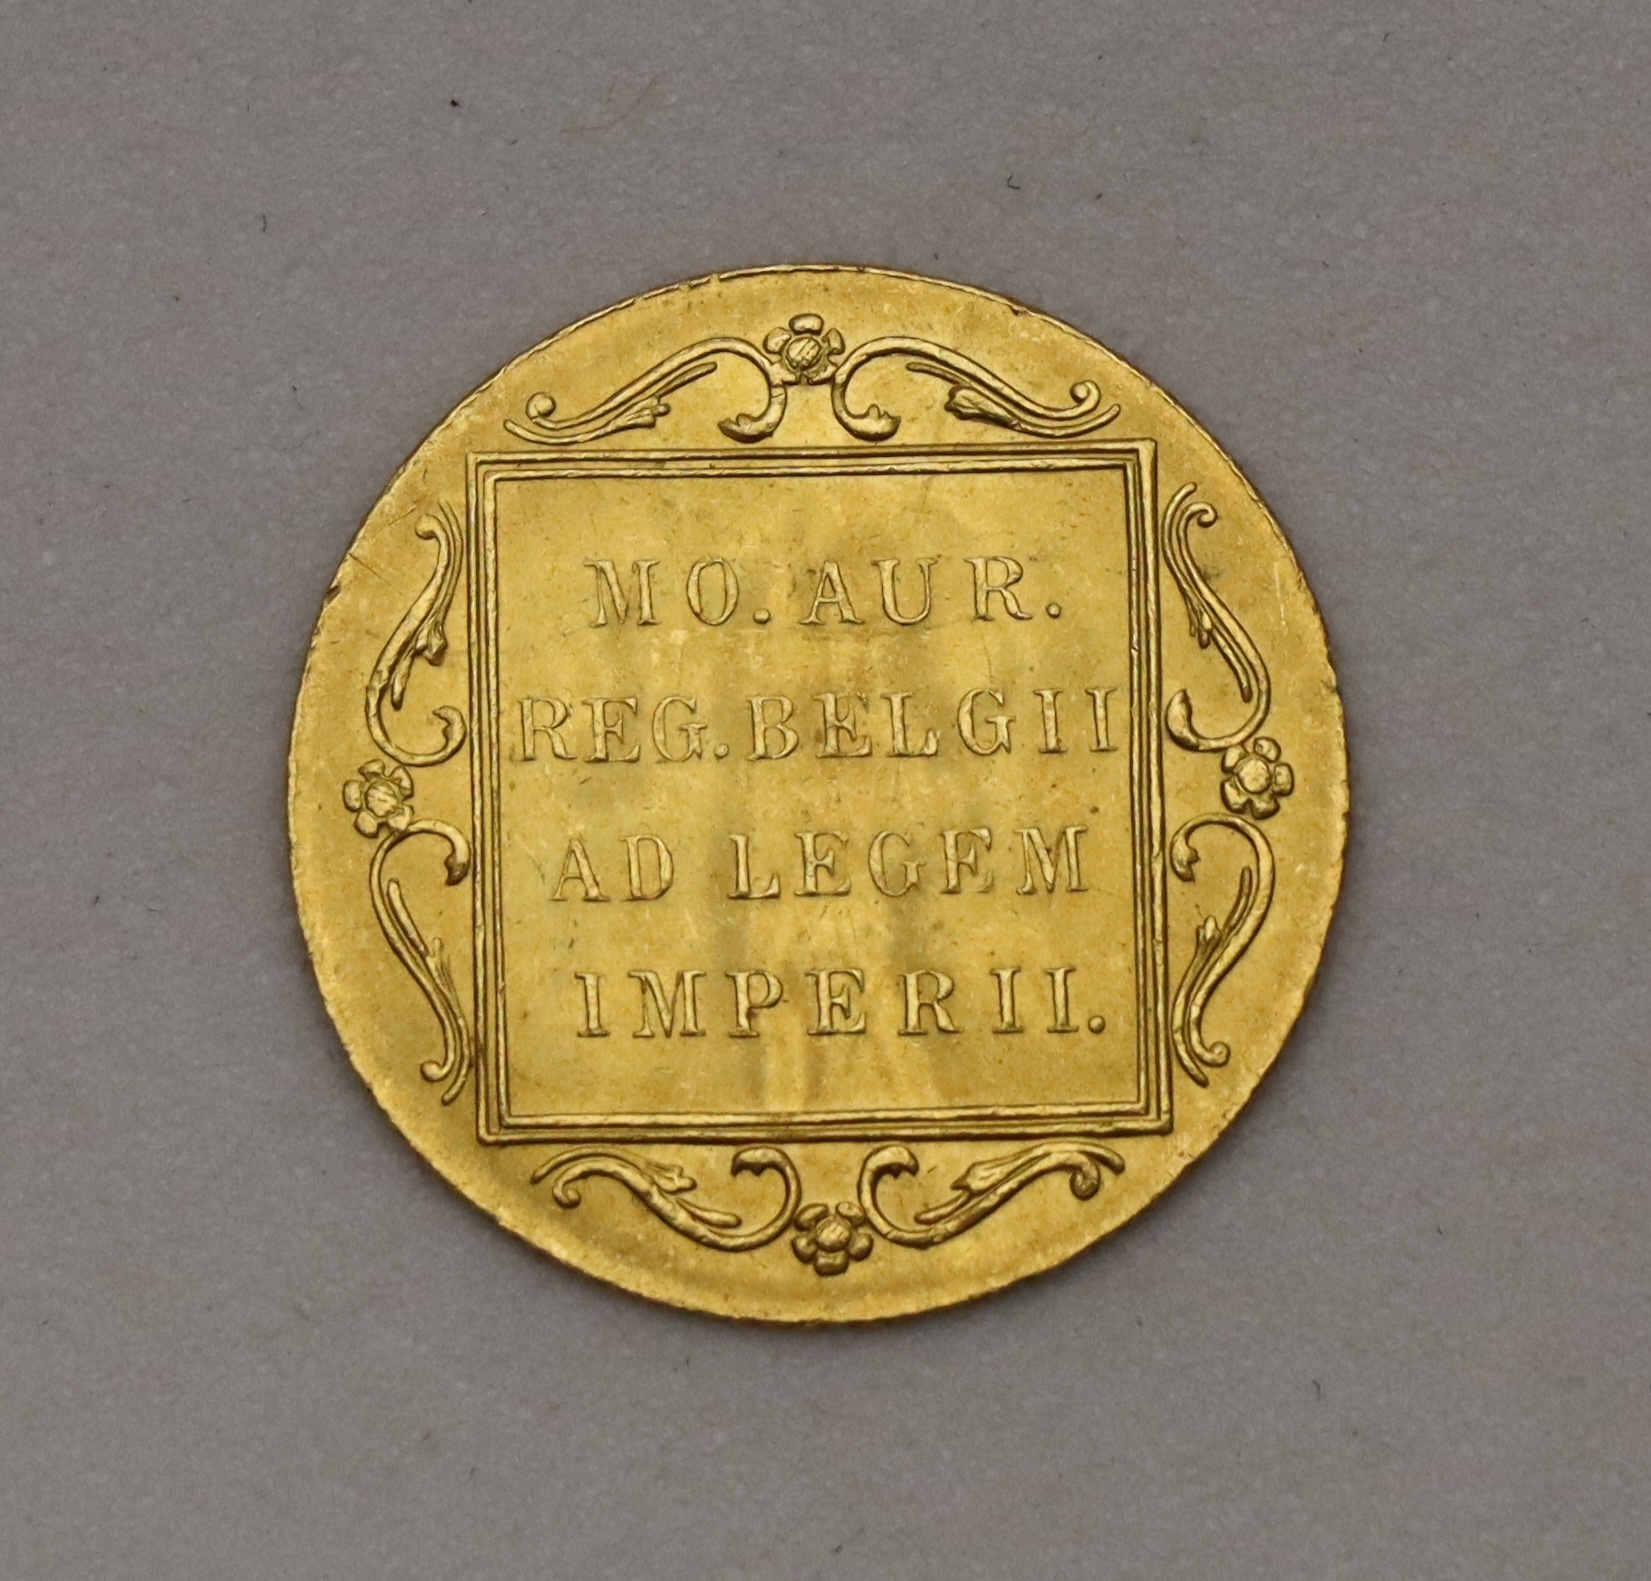 MO. AUR.
REG. BELGII
AD LEGEM
IMPERII.